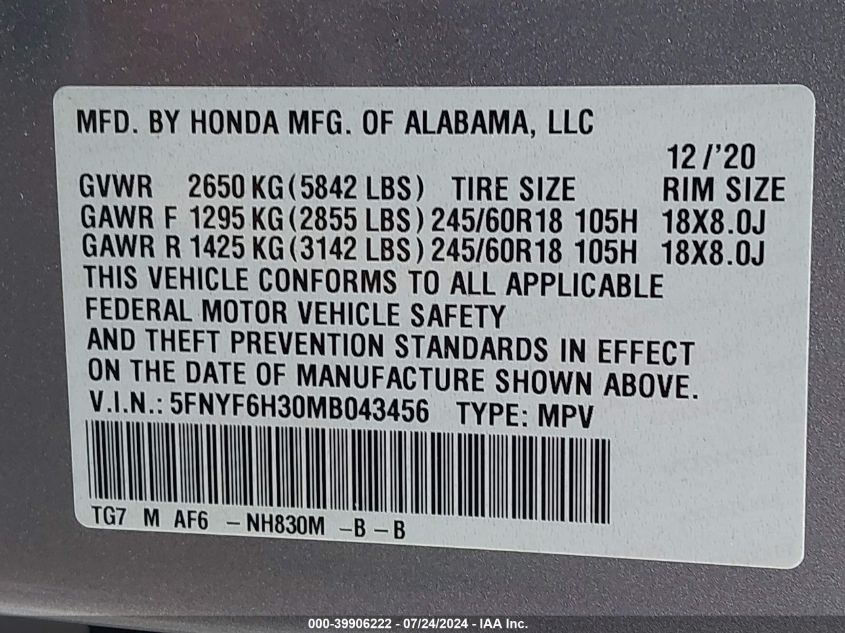 MFD. BY HONDA MFG. OF ALABAMA, LLC
12/'20
GVWR 2650 KG (5842 LBS) TIRE SIZE RIM SIZE
GAWR F 1295 KG (2855 LBS) 245/60R18 105H 18X8.0J
GAWR R 1425 KG (3142 LBS) 245/60R18 105H 18X8.0J
THIS VEHICLE CONFORMS TO ALL APPLICABLE
FEDERAL MOTOR VEHICLE SAFETY
AND THEFT PREVENTION STANDARDS IN EFFECT
ON THE DATE OF MANUFACTURE SHOWN ABOVE.
V.I.N.: 5FNYF6H30MB043456 TYPE: MPV
TG7 M AF6 -NH830M -B-B
000-39906222 - 07/24/2024 - IAA Inc.